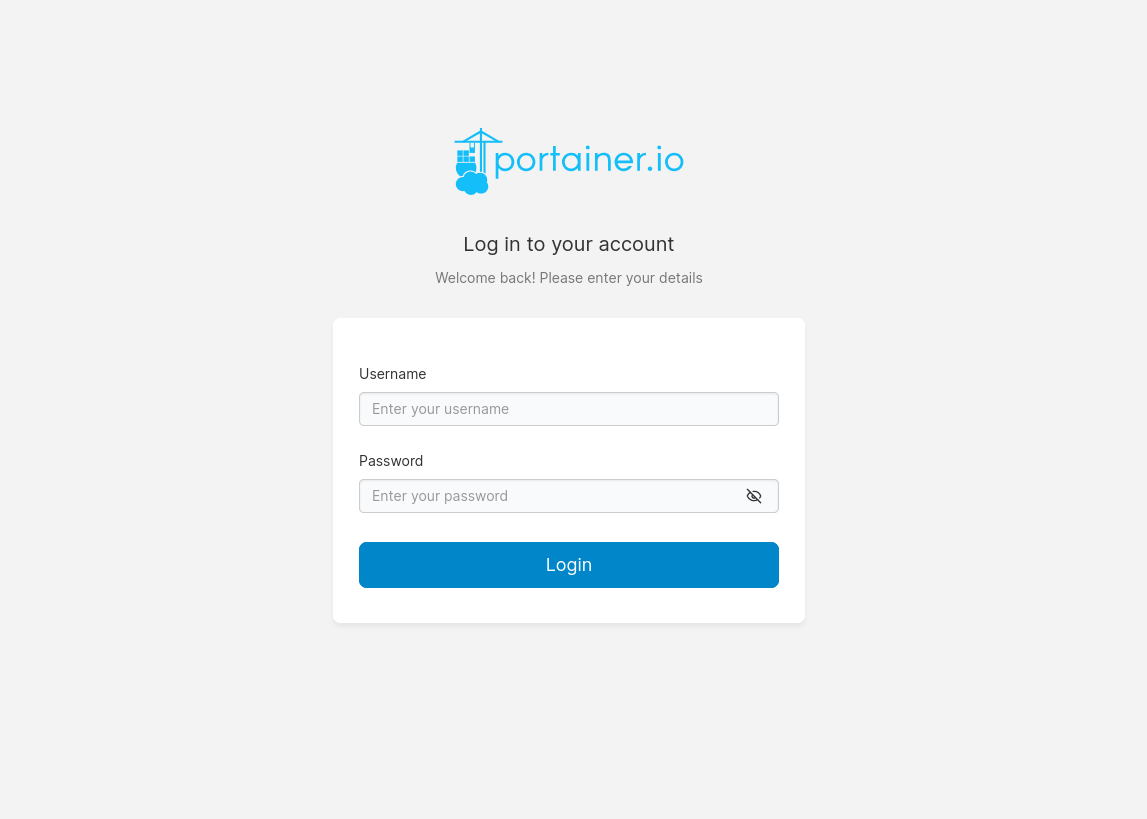 portainer.io
Log in to your account
Welcome back! Please enter your details
Username
Enter your username
Password
Enter your password
Login